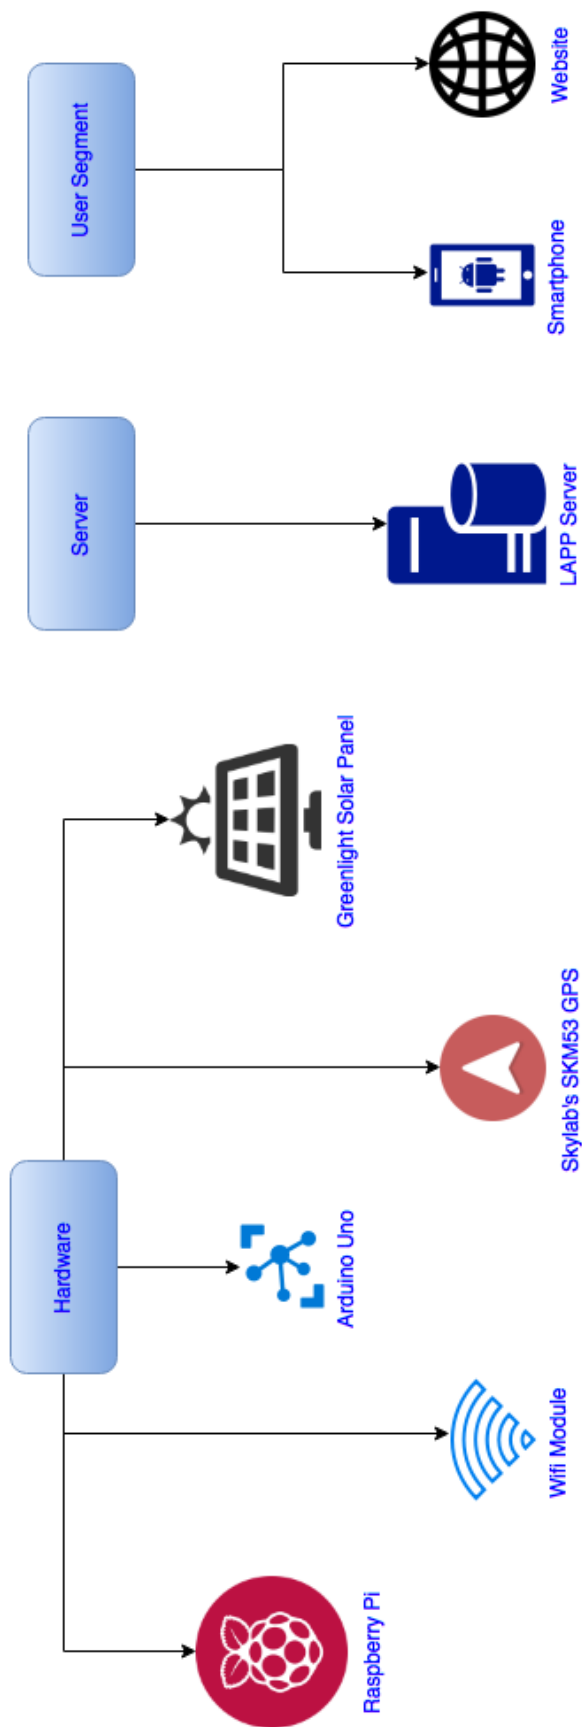 Hardware
Server
User Segment
Raspberry Pi
Wifi Module
Arduino Uno
Skylab's SKM53 GPS
Greenlight Solar Panel
LAPP Server
Smartphone
Website